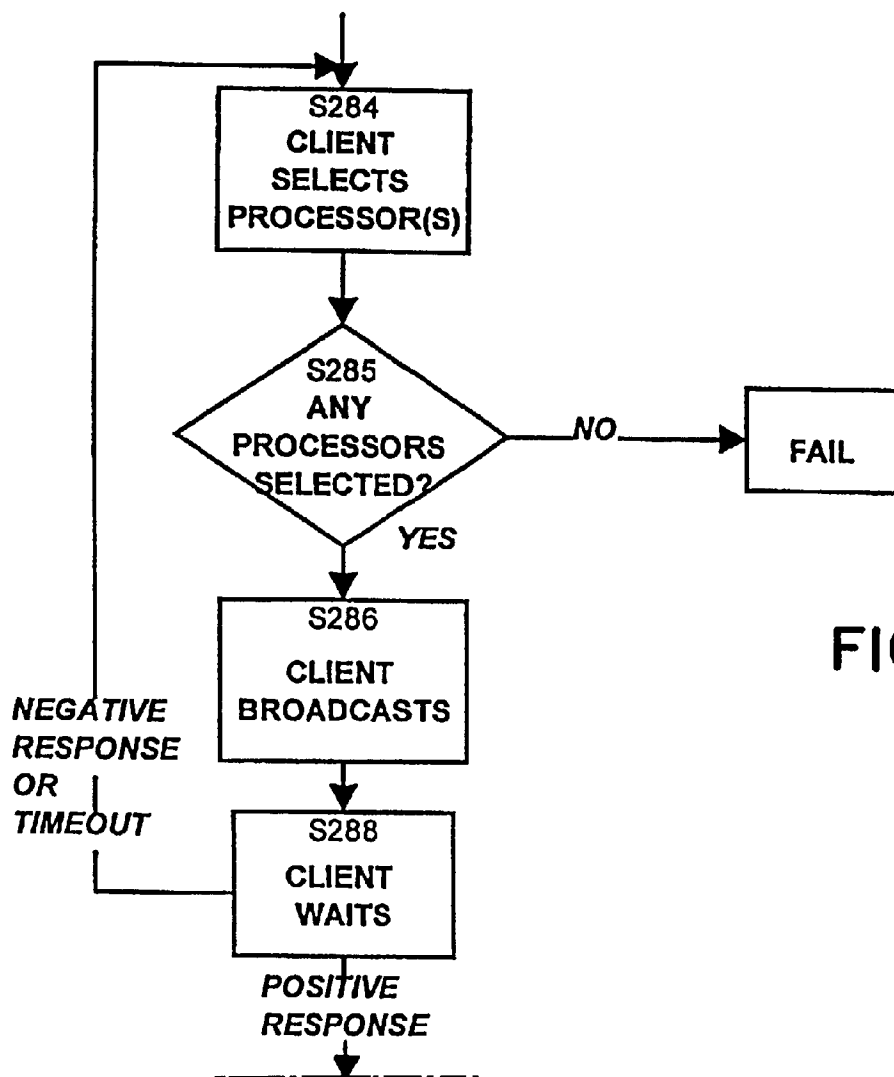 S284
CLIENT
SELECTS
PROCESSOR(S)
S285
ANY
PROCESSORS
SELECTED?
NO
FAIL
YES
S286
CLIENT
BROADCASTS
FIG
NEGATIVE
RESPONSE
OR
TIMEOUT
S288
CLIENT
WAITS
POSITIVE
RESPONSE